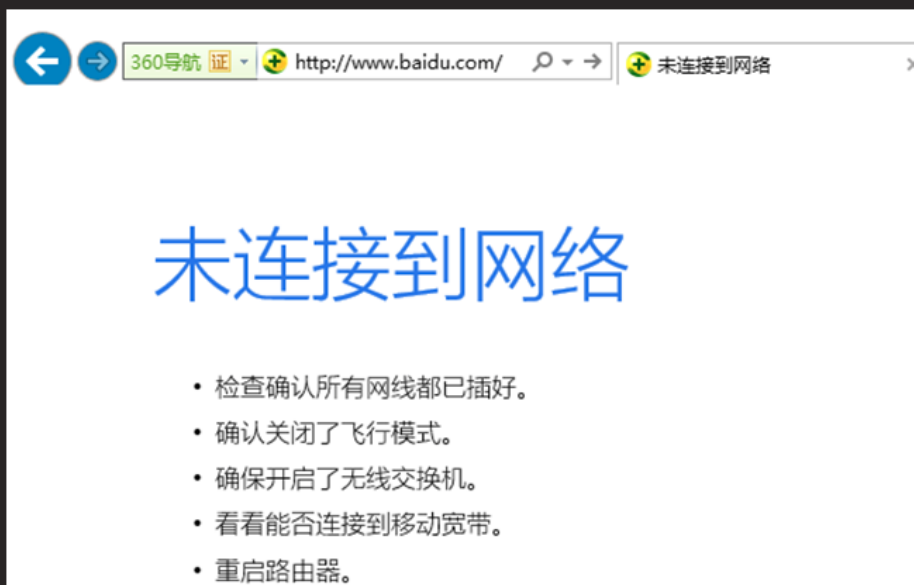 360导航 证 http://www.baidu.com/ 未连接到网络
未连接到网络
• 检查确认所有网线都已插好。
• 确认关闭了飞行模式。
• 确保开启了无线交换机。
• 看看能否连接到移动宽带。
• 重启路由器。